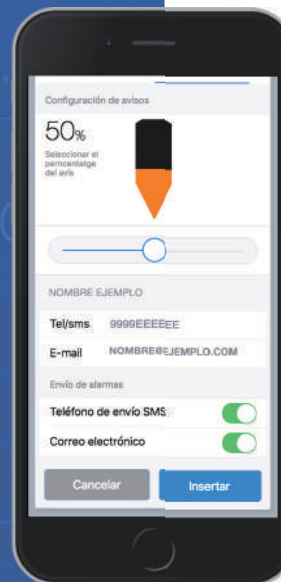 Configuración de avisos
50%
Seleccionar el
perncentatge
del avís
NOMBRE EJEMPLO
Tel/sms 9999EEEEEE
E-mail NOMBRE@EJEMPLO.COM
Envío de alarmas
Teléfono de envío SMS
Correo electrónico
Cancelar Insertar